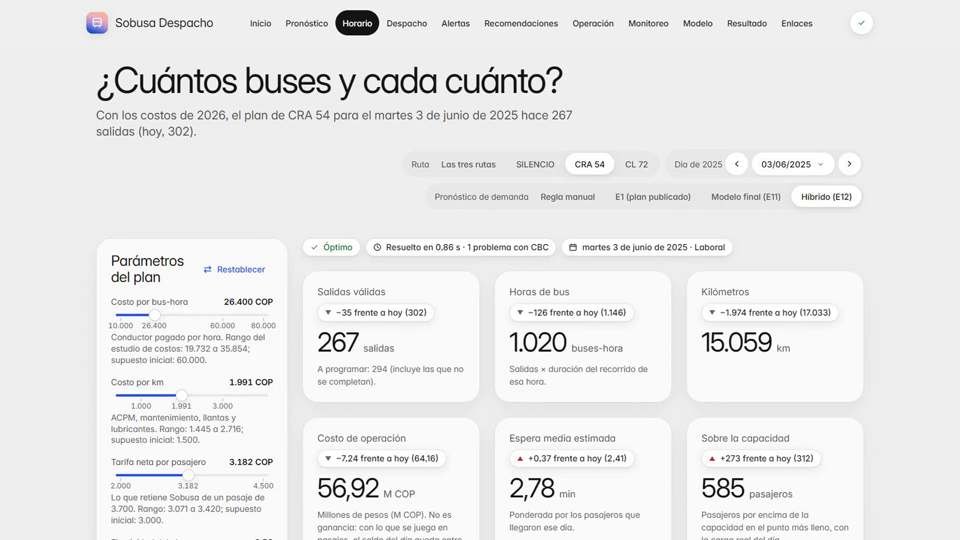 Sobusa Despacho
Inicio
Pronóstico
Horario
Despacho
Alertas
Recomendaciones
Operación
Monitoreo
Modelo
Resultado
Enlaces
¿Cuántos buses y cada cuánto?
Con los costos de 2026, el plan de CRA 54 para el martes 3 de junio de 2025 hace 267
salidas (hoy, 302).
Ruta
Las tres rutas
SILENCIO
CRA 54
CL 72
Día de 2025
03/06/2025
Pronóstico de demanda
Regla manual
E1 (plan publicado)
Modelo final (E11)
Híbrido (E12)
Parámetros
del plan
Restablecer
Costo por bus-hora 26.400 COP
10.000 26.400 60.000 80.000
Conductor pagado por hora. Rango del
estudio de costos: 19.732 a 35.854;
supuesto inicial: 60.000.
Costo por km 1.991 COP
1.000 1.991 3.000
ACPM, mantenimiento, llantas y
lubricantes. Rango: 1.445 a 2.716;
supuesto inicial: 1.500.
Tarifa neta por pasajero 3.182 COP
2.000 3.182 4.500
Lo que retiene Sobusa de un pasaje de
3.700. Rango: 3.071 a 3.420; supuesto
inicial: 3.000.
Óptimo
Resuelto en 0,86 s · 1 problema con CBC
martes 3 de junio de 2025 · Laboral
Salidas válidas
−35 frente a hoy (302)
267 salidas
A programar: 294 (incluye las que no
se completan).
Horas de bus
−126 frente a hoy (1.146)
1.020 buses-hora
Salidas × duración del recorrido de
esa hora.
Kilómetros
−1.974 frente a hoy (17.033)
15.059 km
Costo de operación
−7,24 frente a hoy (64,16)
56,92 M COP
Millones de pesos (M COP). No es
ganancia: con lo que se juega en
Espera media estimada
+0,37 frente a hoy (2,41)
2,78 min
Ponderada por los pasajeros que
llegaron ese día.
Sobre la capacidad
+273 frente a hoy (312)
585 pasajeros
Pasajeros por encima de la
capacidad en el punto más lleno, con